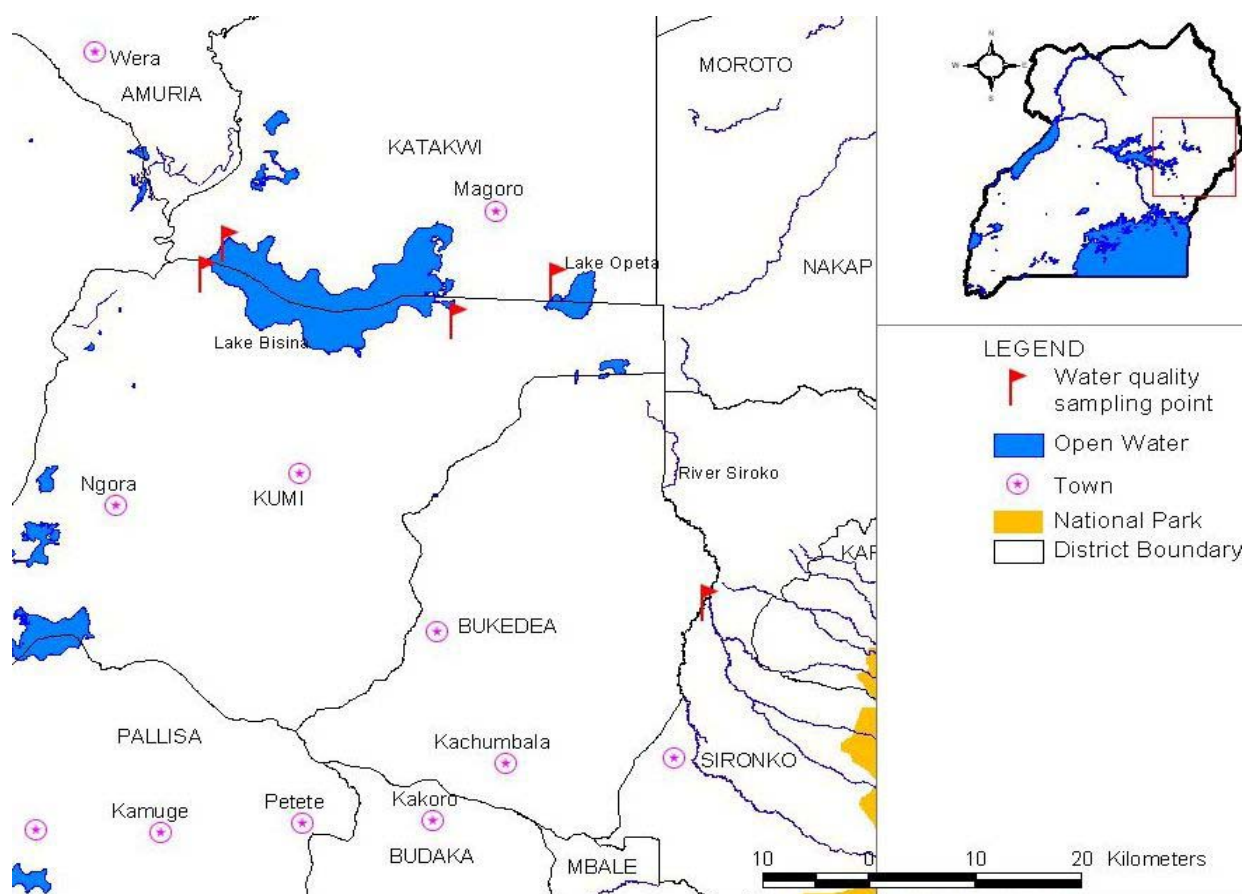 Wera
AMURIA
MOROTO
KATAKWI
Magoro
NAKAP
Lake Opeta
Lake Bisina
Ngora
KUMI
River Siroko
KAP
BUKEDEA
PALLISA
Kachumbala
SIRONKO
Kamuge
Petete
Kakoro
BUDAKA
MBALE
N
W
E
S
LEGEND
Water quality
sampling point
Open Water
Town
National Park
District Boundary
10 0 10 20 Kilometers